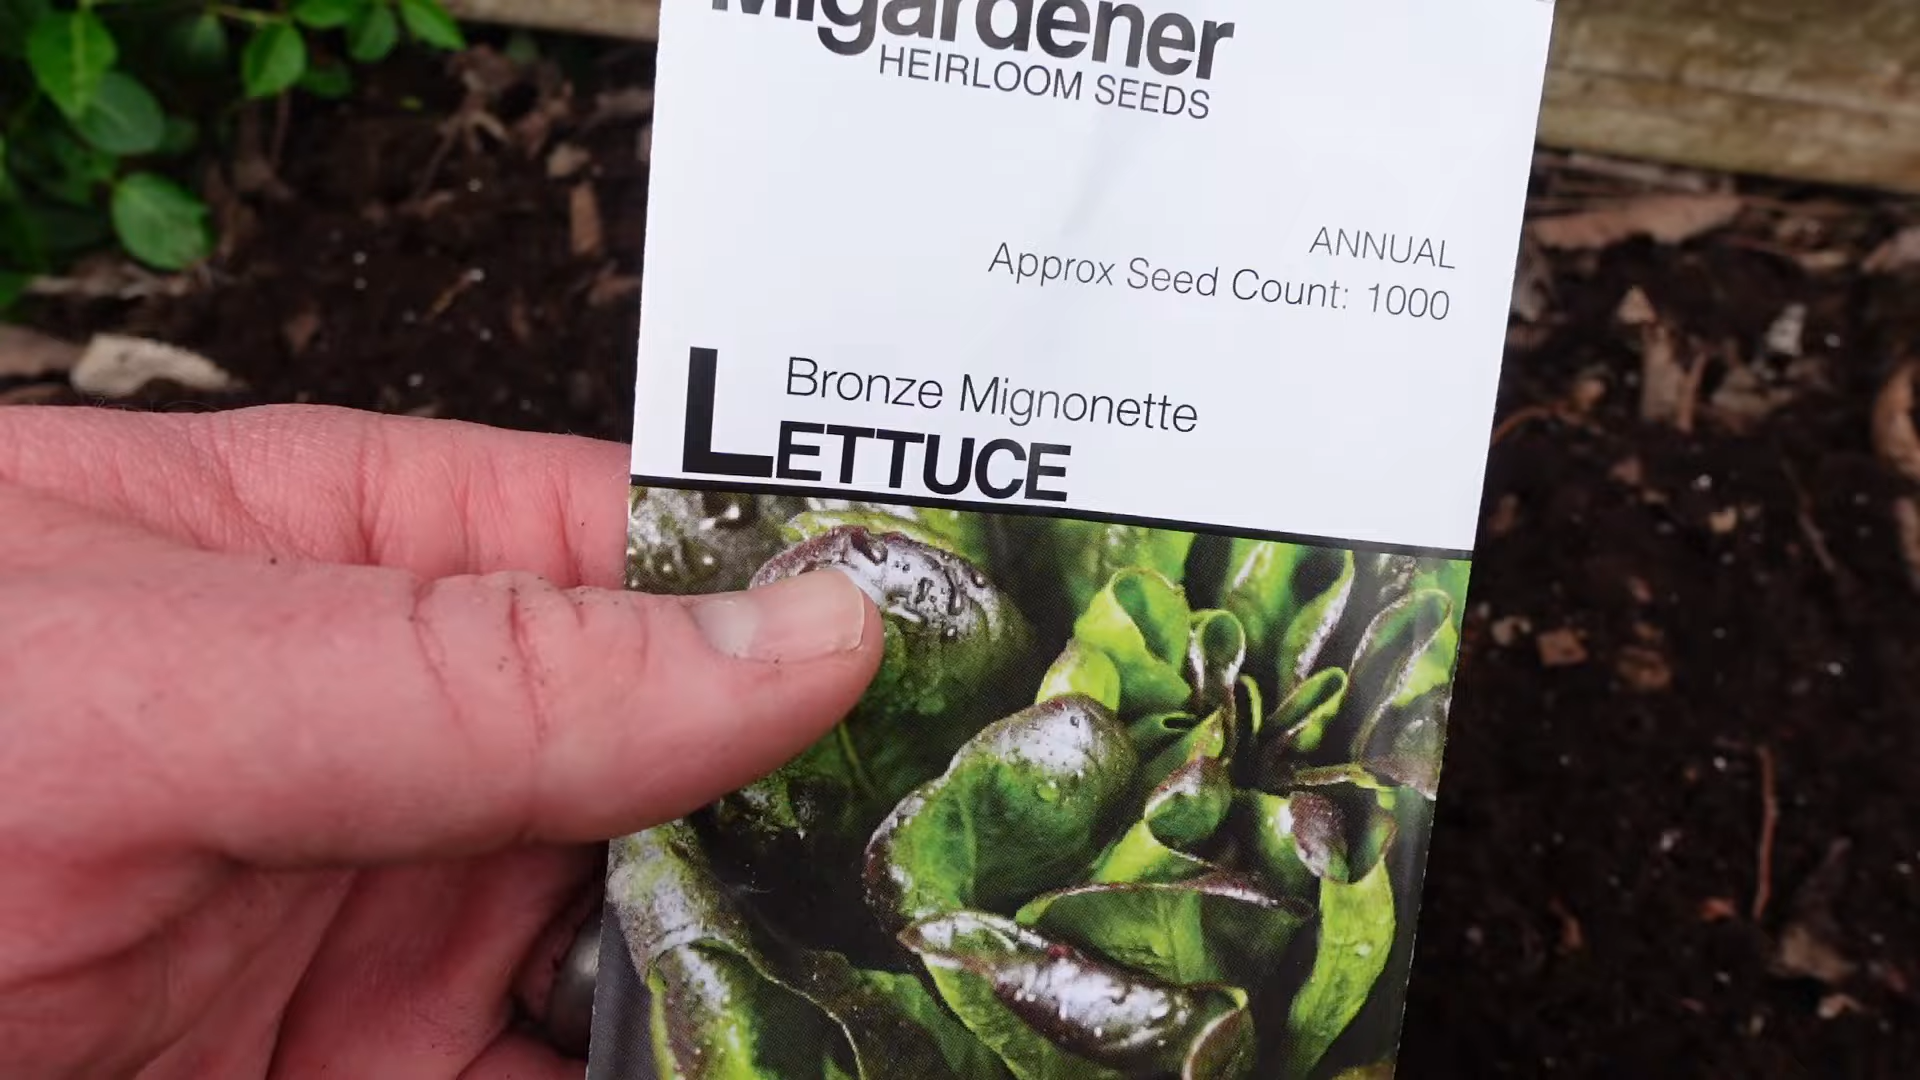 Migardener
HEIRLOOM SEEDS
ANNUAL
Approx Seed Count: 1000
Bronze Mignonette
LETTUCE